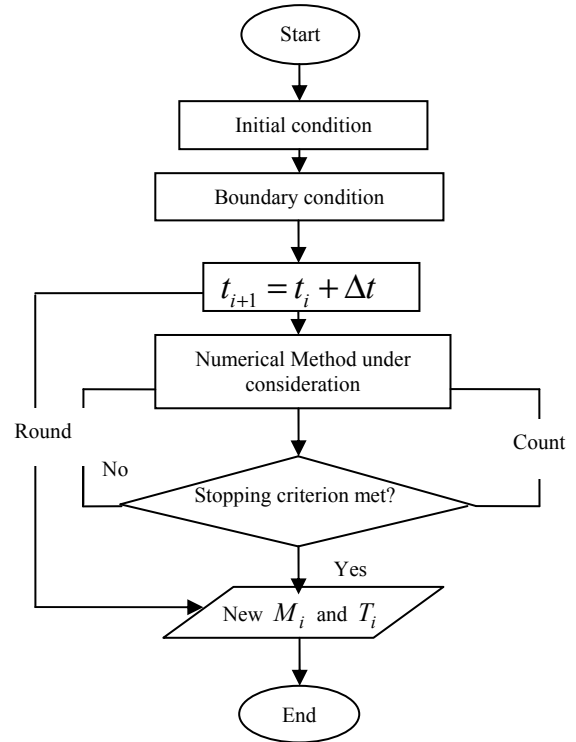 Start
Initial condition
Boundary condition
t_{i+1} = t_i + Δt
Numerical Method under
consideration
Round
Count
No
Stopping criterion met?
Yes
New M_i and T_i
End